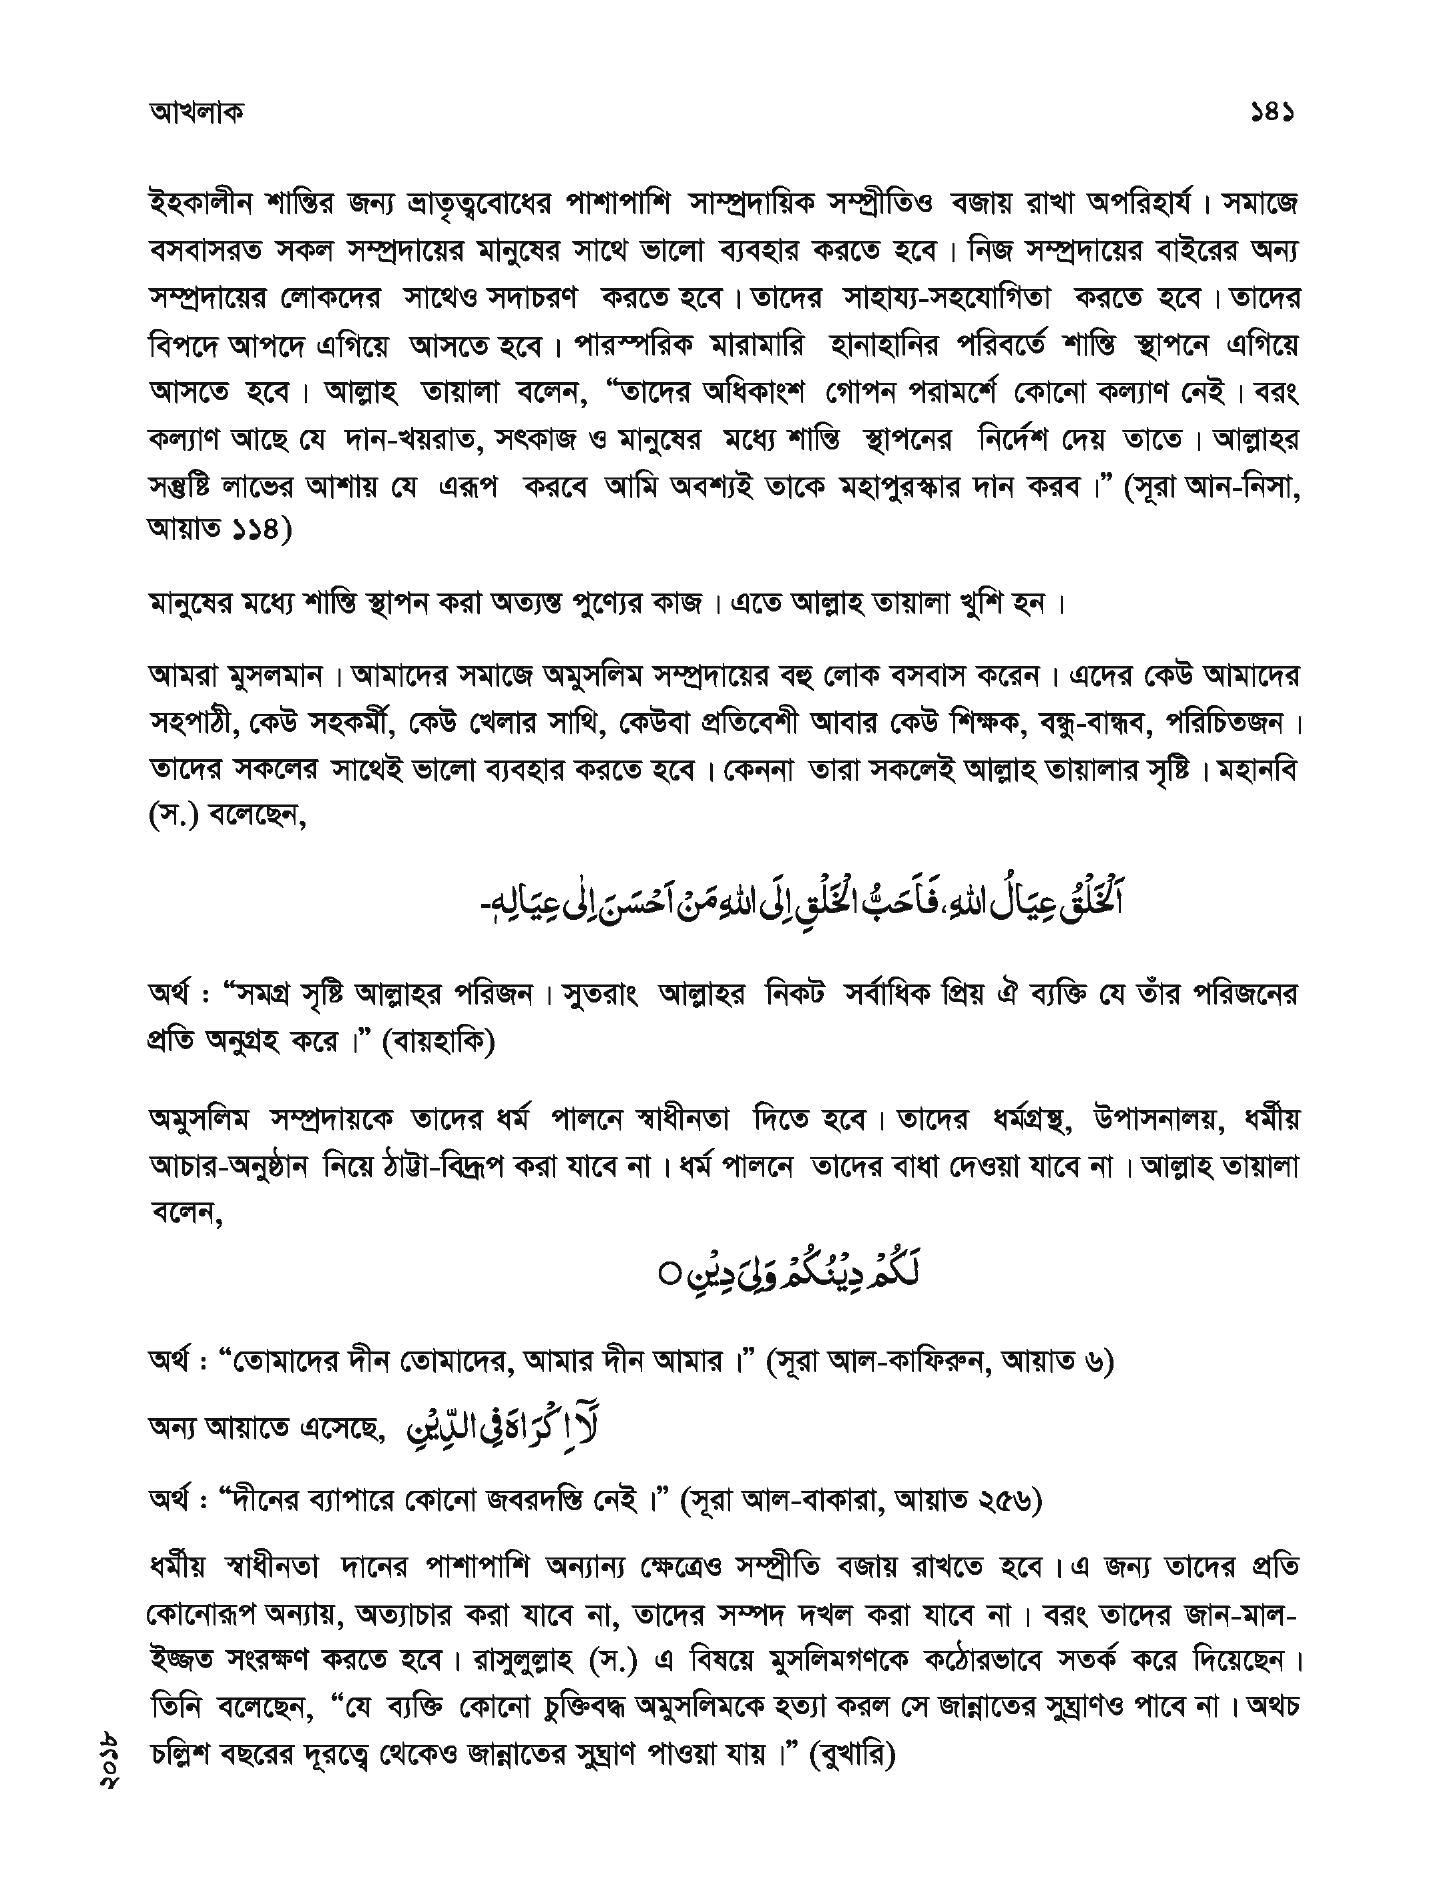 আখলাক ১৪১
ইহকালীন শান্তির জন্য ভ্রাতৃত্ববোধের পাশাপাশি সাম্প্রদায়িক সম্প্রীতিও বজায় রাখা অপরিহার্য। সমাজে
বসবাসরত সকল সম্প্রদায়ের মানুষের সাথে ভালো ব্যবহার করতে হবে। নিজ সম্প্রদায়ের বাইরের অন্য
সম্প্রদায়ের লোকদের সাথেও সদাচরণ করতে হবে। তাদের সাহায্য-সহযোগিতা করতে হবে। তাদের
বিপদে আপদে এগিয়ে আসতে হবে। পারস্পরিক মারামারি হানাহানির পরিবর্তে শান্তি স্থাপনে এগিয়ে
আসতে হবে। আল্লাহ তায়ালা বলেন, “তাদের অধিকাংশ গোপন পরামর্শে কোনো কল্যাণ নেই। বরং
কল্যাণ আছে যে দান-খয়রাত, সৎকাজ ও মানুষের মধ্যে শান্তি স্থাপনের নির্দেশ দেয় তাতে। আল্লাহর
সন্তুষ্টি লাভের আশায় যে এরূপ করবে আমি অবশ্যই তাকে মহাপুরস্কার দান করব।” (সূরা আন-নিসা,
আয়াত ১১৪)
মানুষের মধ্যে শান্তি স্থাপন করা অত্যন্ত পুণ্যের কাজ। এতে আল্লাহ তায়ালা খুশি হন।
আমরা মুসলমান। আমাদের সমাজে অমুসলিম সম্প্রদায়ের বহু লোক বসবাস করেন। এদের কেউ আমাদের
সহপাঠী, কেউ সহকর্মী, কেউ খেলার সাথি, কেউবা প্রতিবেশী আবার কেউ শিক্ষক, বন্ধু-বান্ধব, পরিচিতজন।
তাদের সকলের সাথেই ভালো ব্যবহার করতে হবে। কেননা তারা সকলেই আল্লাহ তায়ালার সৃষ্টি। মহানবি
(স.) বলেছেন,
اَلْخَلْقُ عِيَالُ اللهِ، فَاَحَبُّ الْخَلْقِ اِلَى اللهِ مَنْ اَحْسَنَ اِلٰى عِيَالِهٖ-
অর্থ : “সমগ্র সৃষ্টি আল্লাহর পরিজন। সুতরাং আল্লাহর নিকট সর্বাধিক প্রিয় ঐ ব্যক্তি যে তাঁর পরিজনের
প্রতি অনুগ্রহ করে।” (বায়হাকি)
অমুসলিম সম্প্রদায়কে তাদের ধর্ম পালনে স্বাধীনতা দিতে হবে। তাদের ধর্মগ্রন্থ, উপাসনালয়, ধর্মীয়
আচার-অনুষ্ঠান নিয়ে ঠাট্টা-বিদ্রূপ করা যাবে না। ধর্ম পালনে তাদের বাধা দেওয়া যাবে না। আল্লাহ তায়ালা
বলেন,
لَكُمْ دِيْنُكُمْ وَلِىَ دِيْنِ ○
অর্থ : “তোমাদের দীন তোমাদের, আমার দীন আমার।” (সূরা আল-কাফিরুন, আয়াত ৬)
অন্য আয়াতে এসেছে, لَآ اِكْرَاهَ فِى الدِّيْنِ
অর্থ : “দীনের ব্যাপারে কোনো জবরদস্তি নেই।” (সূরা আল-বাকারা, আয়াত ২৫৬)
ধর্মীয় স্বাধীনতা দানের পাশাপাশি অন্যান্য ক্ষেত্রেও সম্প্রীতি বজায় রাখতে হবে। এ জন্য তাদের প্রতি
কোনোরূপ অন্যায়, অত্যাচার করা যাবে না, তাদের সম্পদ দখল করা যাবে না। বরং তাদের জান-মাল-
ইজ্জত সংরক্ষণ করতে হবে। রাসুলুল্লাহ (স.) এ বিষয়ে মুসলিমগণকে কঠোরভাবে সতর্ক করে দিয়েছেন।
তিনি বলেছেন, “যে ব্যক্তি কোনো চুক্তিবদ্ধ অমুসলিমকে হত্যা করল সে জান্নাতের সুঘ্রাণও পাবে না। অথচ
চল্লিশ বছরের দূরত্বে থেকেও জান্নাতের সুঘ্রাণ পাওয়া যায়।” (বুখারি)
২০১৮